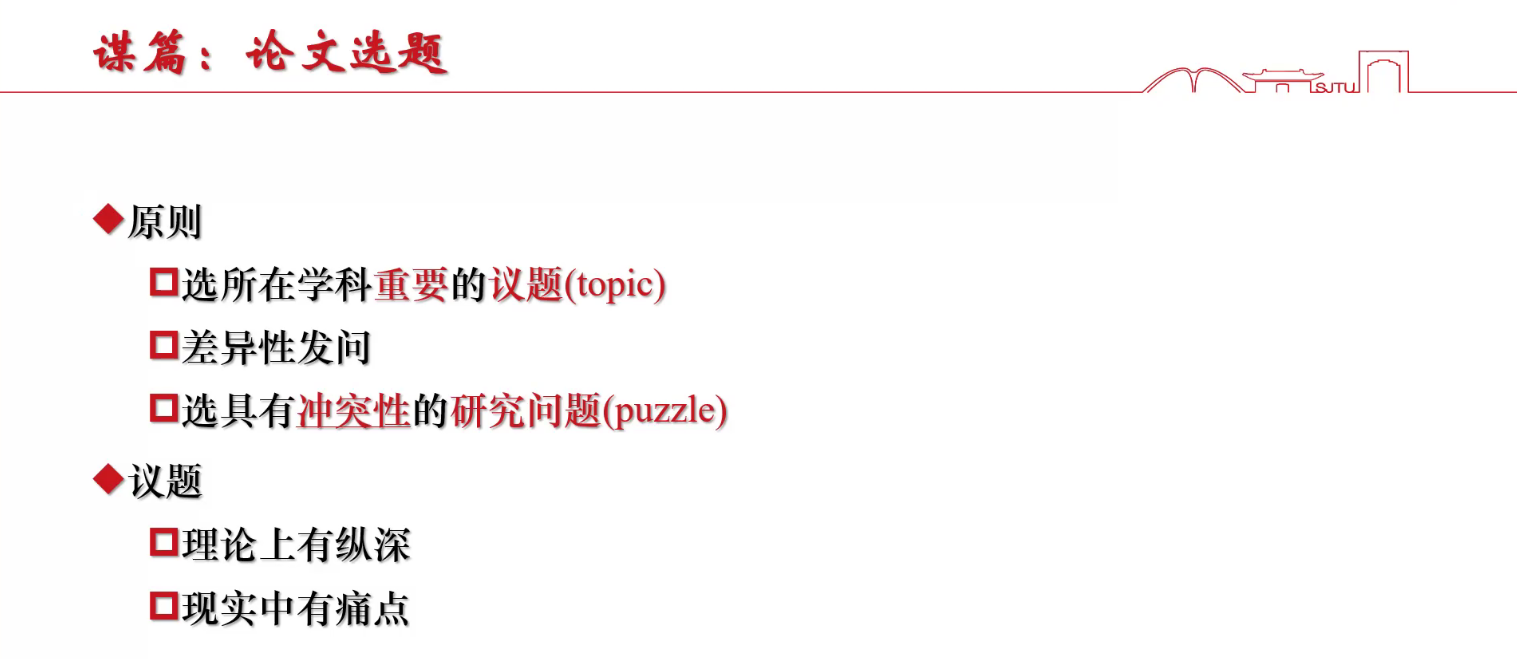 谋篇：论文选题
SJTU
原则
选所在学科重要的议题(topic)
差异性发问
选具有冲突性的研究问题(puzzle)
议题
理论上有纵深
现实中有痛点